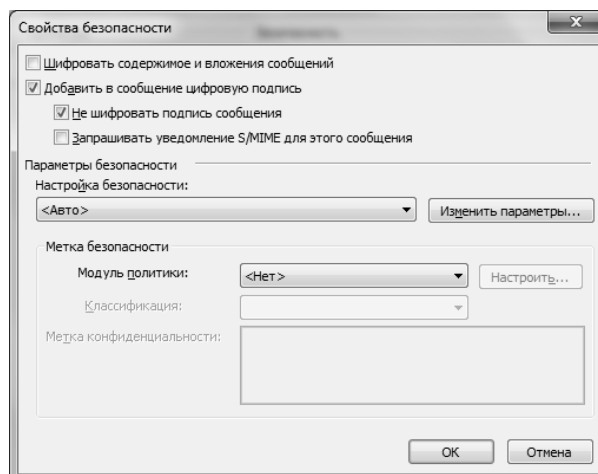 Свойства безопасности
Шифровать содержимое и вложения сообщений
Добавить в сообщение цифровую подпись
Не шифровать подпись сообщения
Запрашивать уведомление S/MIME для этого сообщения
Параметры безопасности
Настройка безопасности:
<Авто> Изменить параметры...
Метка безопасности
Модуль политики: <Нет> Настроить...
Классификация:
Метка конфиденциальности:
ОК Отмена